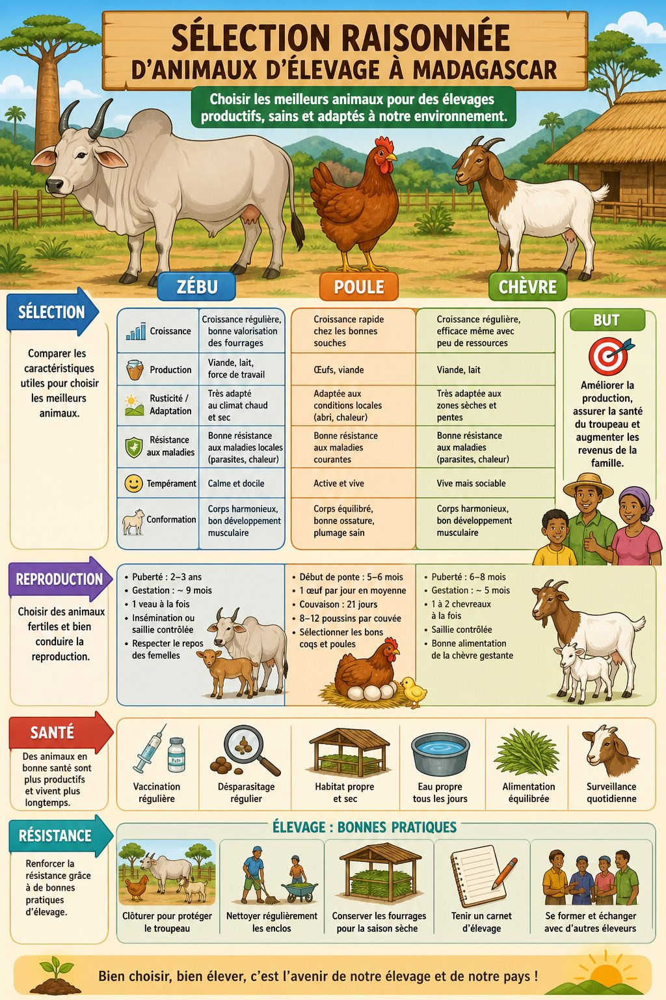 SÉLECTION RAISONNÉE
D'ANIMAUX D'ÉLEVAGE À MADAGASCAR
Choisir les meilleurs animaux pour des élevages
productifs, sains et adaptés à notre environnement.
ZÉBU
POULE
CHÈVRE
SÉLECTION
Comparer les
caractéristiques
utiles pour choisir
les meilleurs
animaux.
Croissance
Croissance régulière,
bonne valorisation
des fourrages
Croissance rapide
chez les bonnes
souches
Croissance régulière,
efficace même avec
peu de ressources
Production
Viande, lait,
force de travail
Œufs, viande
Viande, lait
Rusticité /
Adaptation
Très adapté
au climat chaud
et sec
Adaptée aux
conditions locales
(abri, chaleur)
Très adaptée aux
zones sèches et
pentes
Résistance
aux maladies
Bonne résistance
aux maladies locales
(parasites, chaleur)
Bonne résistance
aux maladies
courantes
Bonne résistance
aux maladies
(parasites, chaleur)
Tempérament
Calme et docile
Active et vive
Vive mais sociable
Conformation
Corps harmonieux,
bon développement
musculaire
Corps équilibré,
bonne ossature,
plumage sain
Corps harmonieux,
bon développement
musculaire
BUT
Améliorer la
production,
assurer la santé
du troupeau et
augmenter les
revenus de la
famille.
REPRODUCTION
Choisir des animaux
fertiles et bien
conduire la
reproduction.
• Puberté : 2–3 ans
• Gestation : ~ 9 mois
• 1 veau à la fois
• Insémination ou
saillie contrôlée
• Respecter le repos
des femelles
• Début de ponte : 5–6 mois
• 1 œuf par jour en moyenne
• Couvaison : 21 jours
• 8–12 poussins par couvée
• Sélectionner les bons
coqs et poules
• Puberté : 6–8 mois
• Gestation : ~ 5 mois
• 1 à 2 chevreaux
à la fois
• Saillie contrôlée
• Bonne alimentation
de la chèvre gestante
SANTÉ
Des animaux en
bonne santé sont
plus productifs
et vivent plus
longtemps.
Vaccination
régulière
Désparasitage
régulier
Habitat propre
et sec
Eau propre
tous les jours
Alimentation
équilibrée
Surveillance
quotidienne
RÉSISTANCE
Renforcer la
résistance grâce
à de bonnes
pratiques
d'élevage.
ÉLEVAGE : BONNES PRATIQUES
Clôturer pour protéger
le troupeau
Nettoyer régulièrement
les enclos
Conserver les fourrages
pour la saison sèche
Tenir un carnet
d'élevage
Se former et échanger
avec d'autres éleveurs
Bien choisir, bien élever, c'est l'avenir de notre élevage et de notre pays !